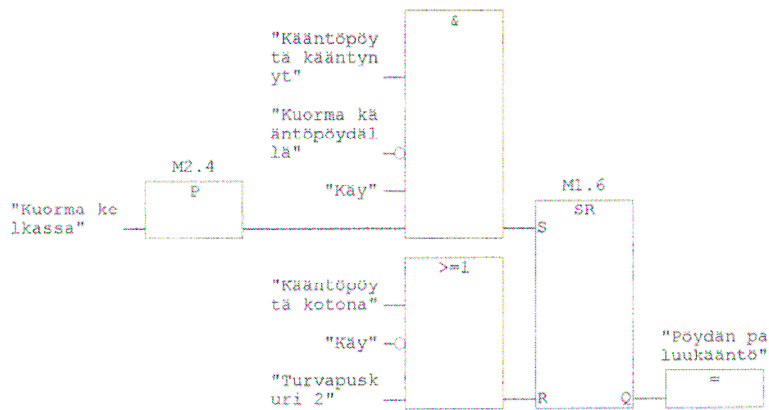 &
"Kääntöpöy
tä kääntyn
yt"
"Kuorma kä
äntöpöydäl
lä"
M2.4
P
"Käy"
M1.6
SR
"Kuorma ke
lkassa"
S
>=1
"Kääntöpöy
tä kotona"
"Käy"
"Pöydän pa
luukääntö"
=
"Turvapusk
uri 2"
R
Q